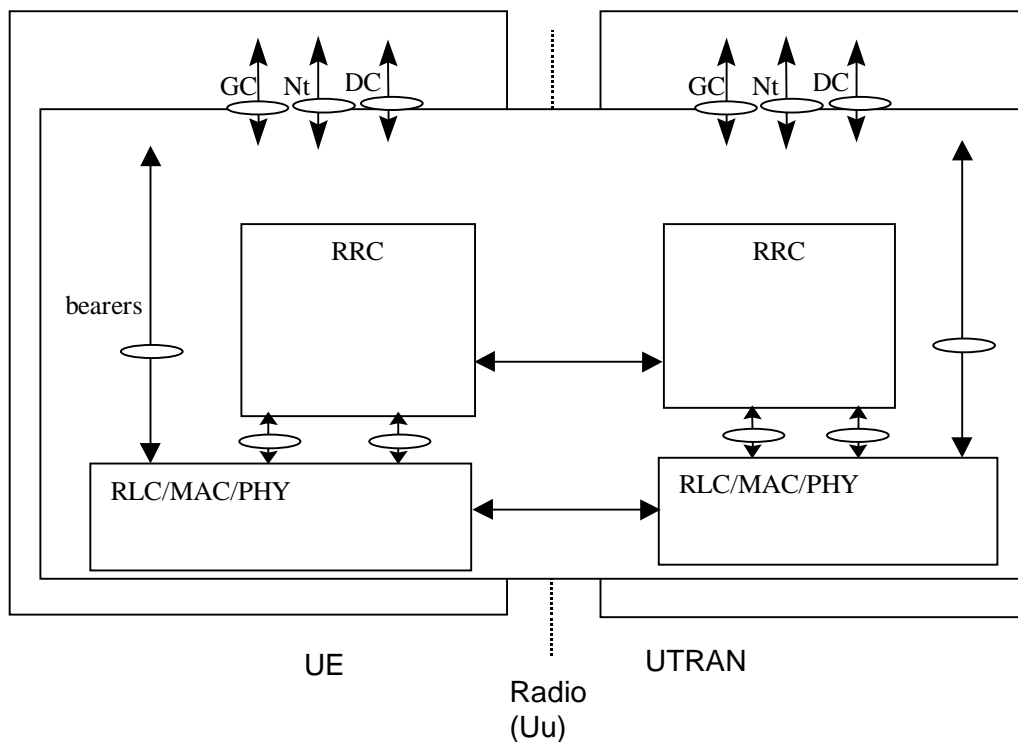 GC Nt DC
GC Nt DC
RRC
RRC
bearers
RLC/MAC/PHY
RLC/MAC/PHY
UE
UTRAN
Radio
(Uu)